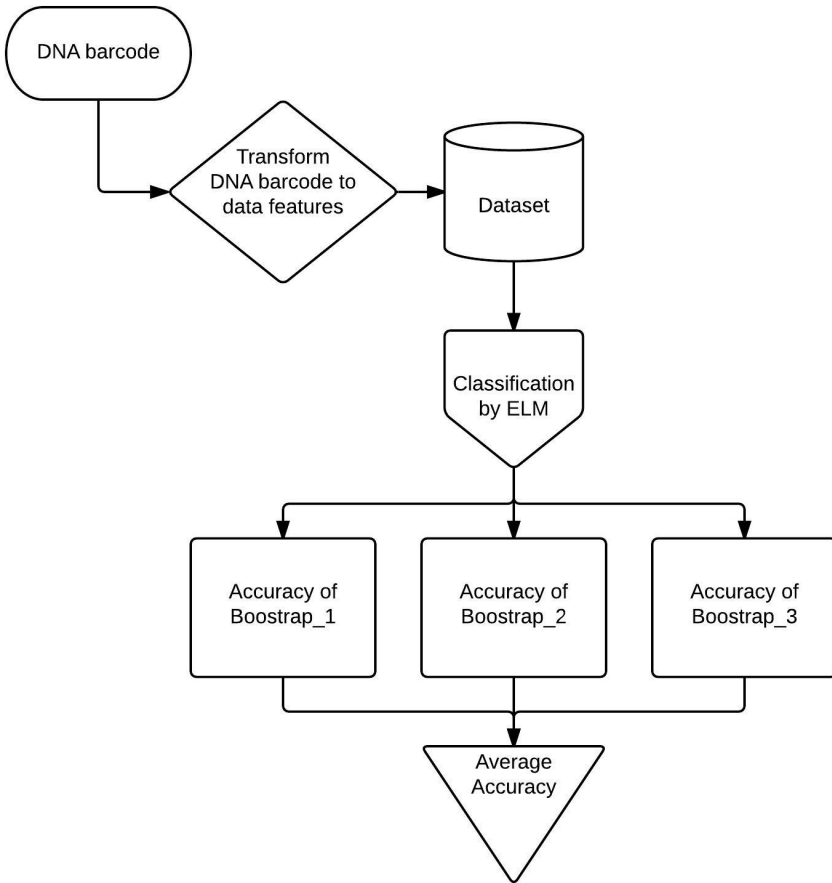 DNA barcode
Transform
DNA barcode to
data features
Dataset
Classification
by ELM
Accuracy of
Boostrap_1
Accuracy of
Boostrap_2
Accuracy of
Boostrap_3
Average
Accuracy